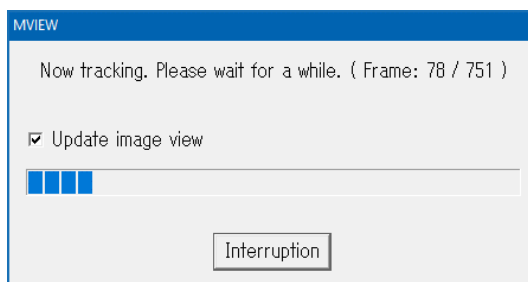 MVIEW
Now tracking. Please wait for a while. ( Frame: 78 / 751 )
Update image view
Interruption